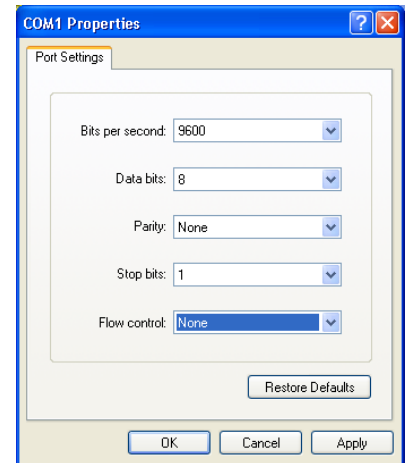 COM1 Properties
Port Settings
Bits per second: 9600
Data bits: 8
Parity: None
Stop bits: 1
Flow control: None
Restore Defaults
OK Cancel Apply